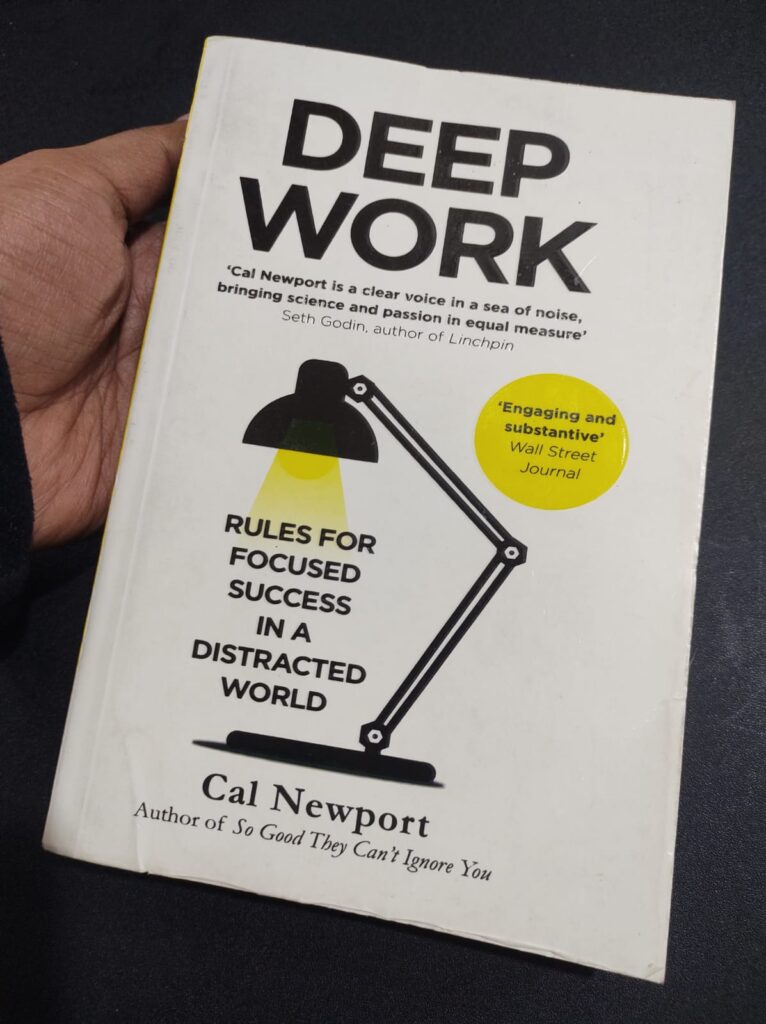 DEEP
WORK
‘Cal Newport is a clear voice in a sea of noise,
bringing science and passion in equal measure’
Seth Godin, author of Linchpin
‘Engaging and
substantive’
Wall Street
Journal
RULES FOR
FOCUSED
SUCCESS
IN A
DISTRACTED
WORLD
Cal Newport
Author of So Good They Can’t Ignore You